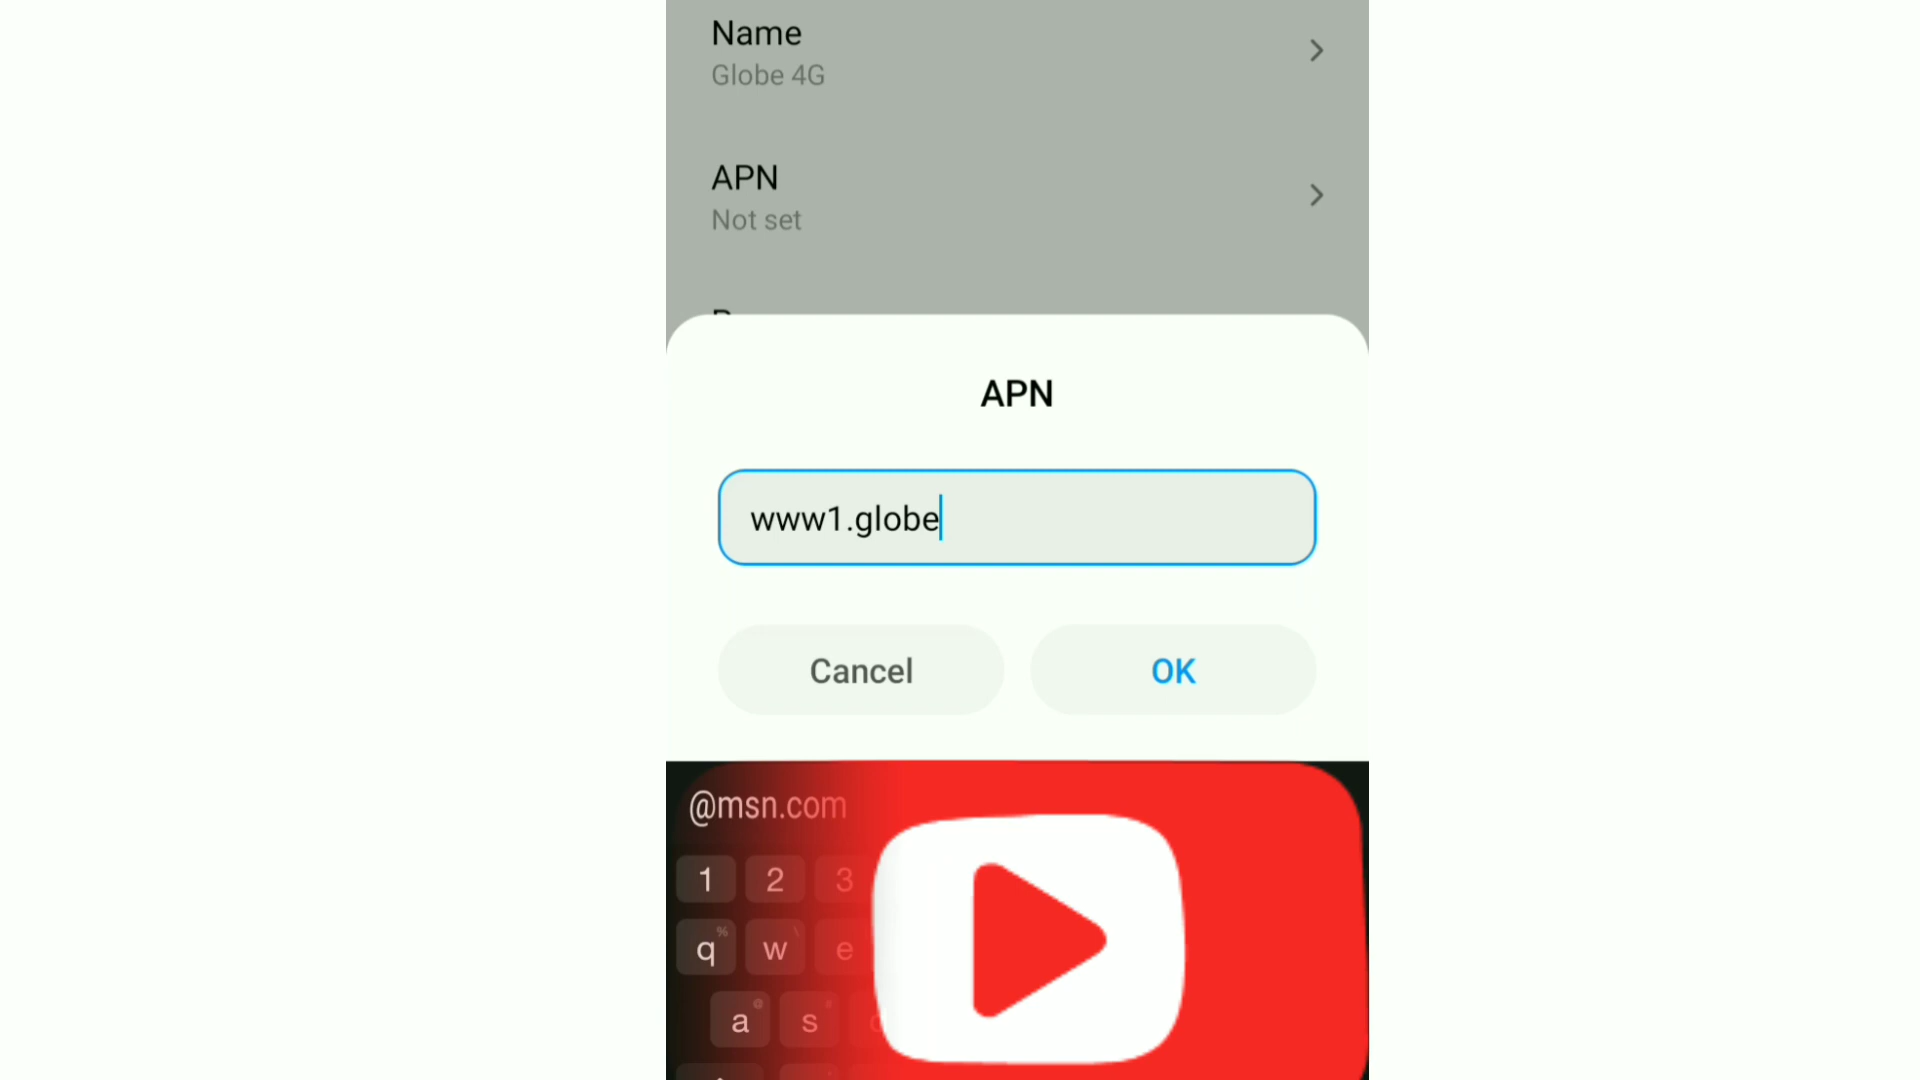 Name
Globe 4G
APN
Not set
APN
www1.globe
Cancel
OK
@msn.com
1 2 3
q % w \ e
a @ s